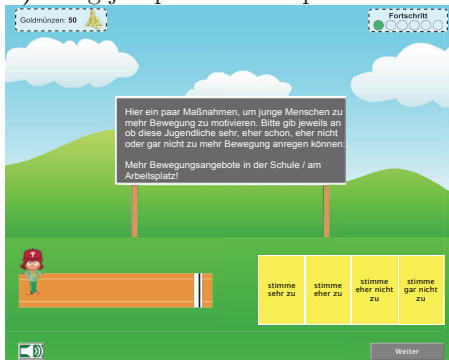 Goldmünzen: 50
Fortschritt
Hier ein paar Maßnahmen, um junge Menschen zu
mehr Bewegung zu motivieren. Bitte gib jeweils an
ob diese Jugendliche sehr, eher schon, eher nicht
oder gar nicht zu mehr Bewegung anregen können:
Mehr Bewegungsangebote in der Schule / am
Arbeitsplatz!
?
stimme
sehr zu
stimme
eher zu
stimme
eher nicht
zu
stimme
gar nicht
zu
Weiter